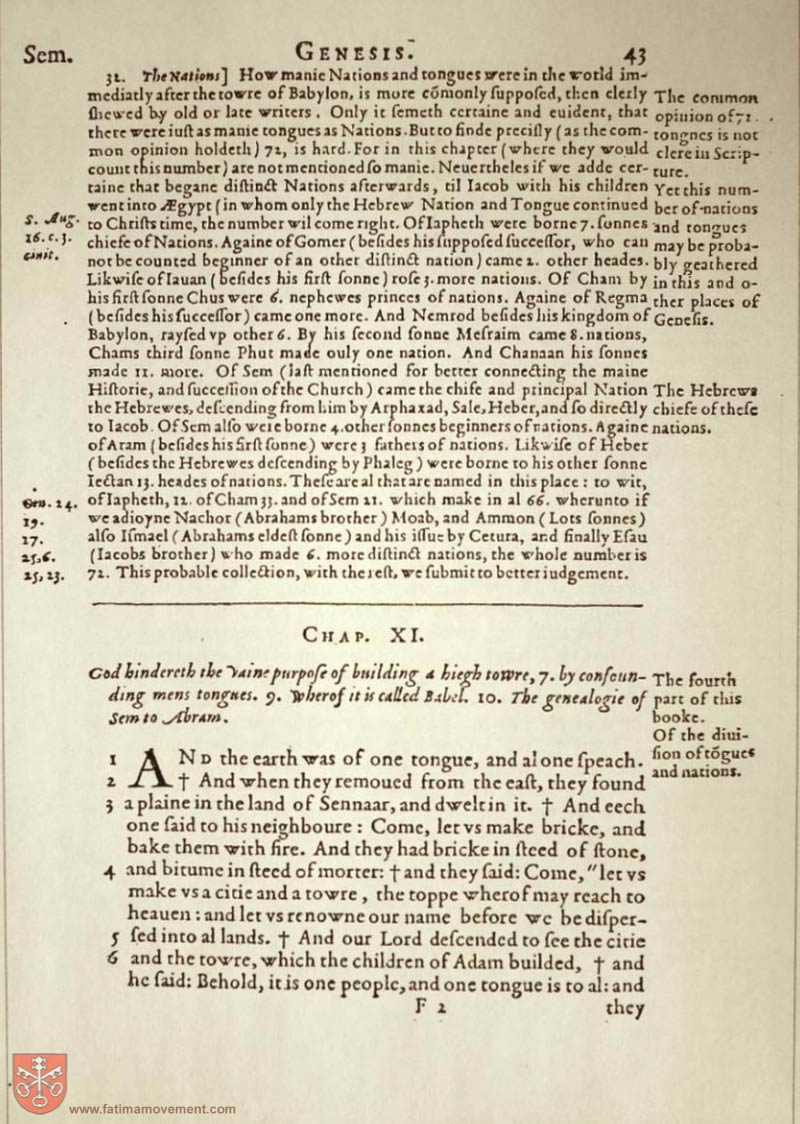 Sem.
GENESIS.
43
31. The Nations] How manie Nations and tongues were in the world im-
mediatly after the towre of Babylon, is more cōmonly ſuppoſed, then clerly
ſhewed by old or late writers. Only it ſemeth certaine and euident, that
there were iuſt as manie tongues as Nations. But to finde preciſly (as the com-
mon opinion holdeth) 72, is hard. For in this chapter (where they would
count this number) are not mentioned ſo manie. Neuertheles if we adde cer-
taine that begane diſtinct Nations afterwards, til Iacob with his children
went into Ægypt (in whom only the Hebrew Nation and Tongue continued
to Chriſts time, the number wil come right. Of Iapheth were borne 7. ſonnes
chiefe of Nations. Againe of Gomer (beſides his ſuppoſed ſucceſſor, who can
not be counted beginner of an other diſtinct nation) came 2. other heades.
Likwiſe of Iauan (beſides his firſt ſonne) roſe 3. more nations. Of Cham by
his firſt ſonne Chus were 6. nephewes princes of nations. Againe of Regma
(beſides his ſucceſſor) came one more. And Nemrod beſides his kingdom of
Babylon, rayſed vp other 6. By his ſecond ſonne Meſraim came 8. nations,
Chams third ſonne Phut made ouly one nation. And Chanaan his ſonnes
made 11. more. Of Sem (laſt mentioned for better connecting the maine
Hiſtorie, and ſucceſſion of the Church) came the chife and principal Nation
the Hebrewes, deſcending from him by Arphaxad, Sale, Heber, and ſo directly
to Iacob. Of Sem alſo were borne 4. other ſonnes beginners of nations. Againe
of Aram (beſides his firſt ſonne) were 3 fathers of nations. Likwiſe of Heber
(beſides the Hebrewes deſcending by Phaleg) were borne to his other ſonne
Iectan 13. heades of nations. Theſe are al that are named in this place: to wit,
of Iapheth, 12. of Cham 33. and of Sem 21. which make in al 66. wherunto if
we adioyne Nachor (Abrahams brother) Moab, and Ammon (Lots ſonnes)
alſo Iſmael (Abrahams eldeſt ſonne) and his iſſue by Cetura, and finally Eſau
(Iacobs brother) who made 6. more diſtinct nations, the whole number is
72. This probable collection, with the reſt, we ſubmit to better iudgement.
S. Aug.
16. c. 3.
ciuit.
Gen. 24.
19.
17.
25,6.
25,23.
The common
opinion of 71.
tongnes is not
clere in Scrip-
ture.
Yet this num-
ber of nations
and tongues
may be proba-
bly geathered
in this and o-
ther places of
Geneſis.
The Hebrews
chiefe of theſe
nations.
CHAP. XI.
God hindereth the vaine purpoſe of building a hiegh towre, 7. by confoun-
ding mens tongues. 9. Wherof it is called Babel. 10. The genealogie of
Sem to Abram.
The fourth
part of this
booke.
Of the diui-
ſion of tōgues
and nations.
1 AND the earth was of one tongue, and al one ſpeach.
2 † And when they remoued from the eaſt, they found
3 a plaine in the land of Sennaar, and dwelt in it. † And eech
one ſaid to his neighboure: Come, let vs make bricke, and
bake them with fire. And they had bricke in ſteed of ſtone,
4 and bitume in ſteed of morter: † and they ſaid: Come, "let vs
make vs a citie and a towre, the toppe wherof may reach to
heauen: and let vs renowne our name before we be diſper-
5 ſed into al lands. † And our Lord deſcended to ſee the citie
6 and the towre, which the children of Adam builded, † and
he ſaid: Behold, it is one people, and one tongue is to al: and
F 2
they
www.fatimamovement.com